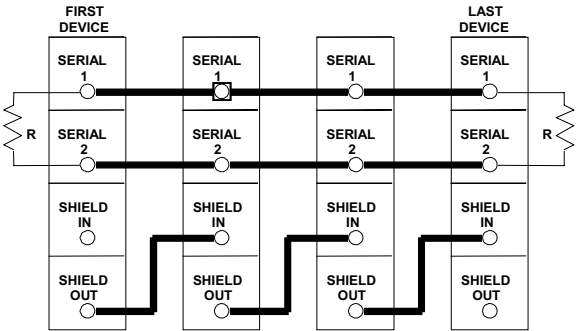 FIRST
DEVICE
LAST
DEVICE
SERIAL
1
SERIAL
1
SERIAL
1
SERIAL
1
R
SERIAL
2
SERIAL
2
SERIAL
2
SERIAL
2
R
SHIELD
IN
SHIELD
IN
SHIELD
IN
SHIELD
IN
SHIELD
OUT
SHIELD
OUT
SHIELD
OUT
SHIELD
OUT